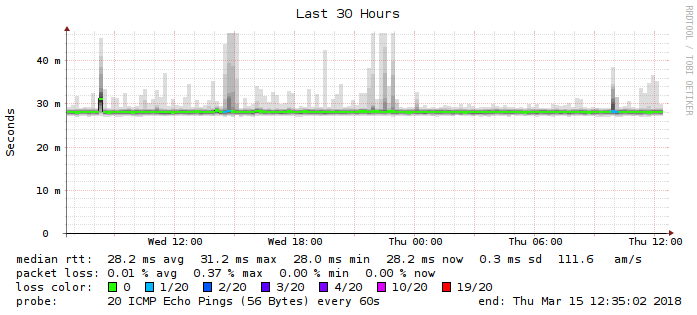 Last 30 Hours
RRDTOOL / TOBI OETIKER
Seconds
40 m
30 m
20 m
10 m
0
Wed 12:00 Wed 18:00 Thu 00:00 Thu 06:00 Thu 12:00
median rtt: 28.2 ms avg 31.2 ms max 28.0 ms min 28.2 ms now 0.3 ms sd 111.6 am/s
packet loss: 0.01 % avg 0.37 % max 0.00 % min 0.00 % now
loss color: 0 1/20 2/20 3/20 4/20 10/20 19/20
probe: 20 ICMP Echo Pings (56 Bytes) every 60s end: Thu Mar 15 12:35:02 2018